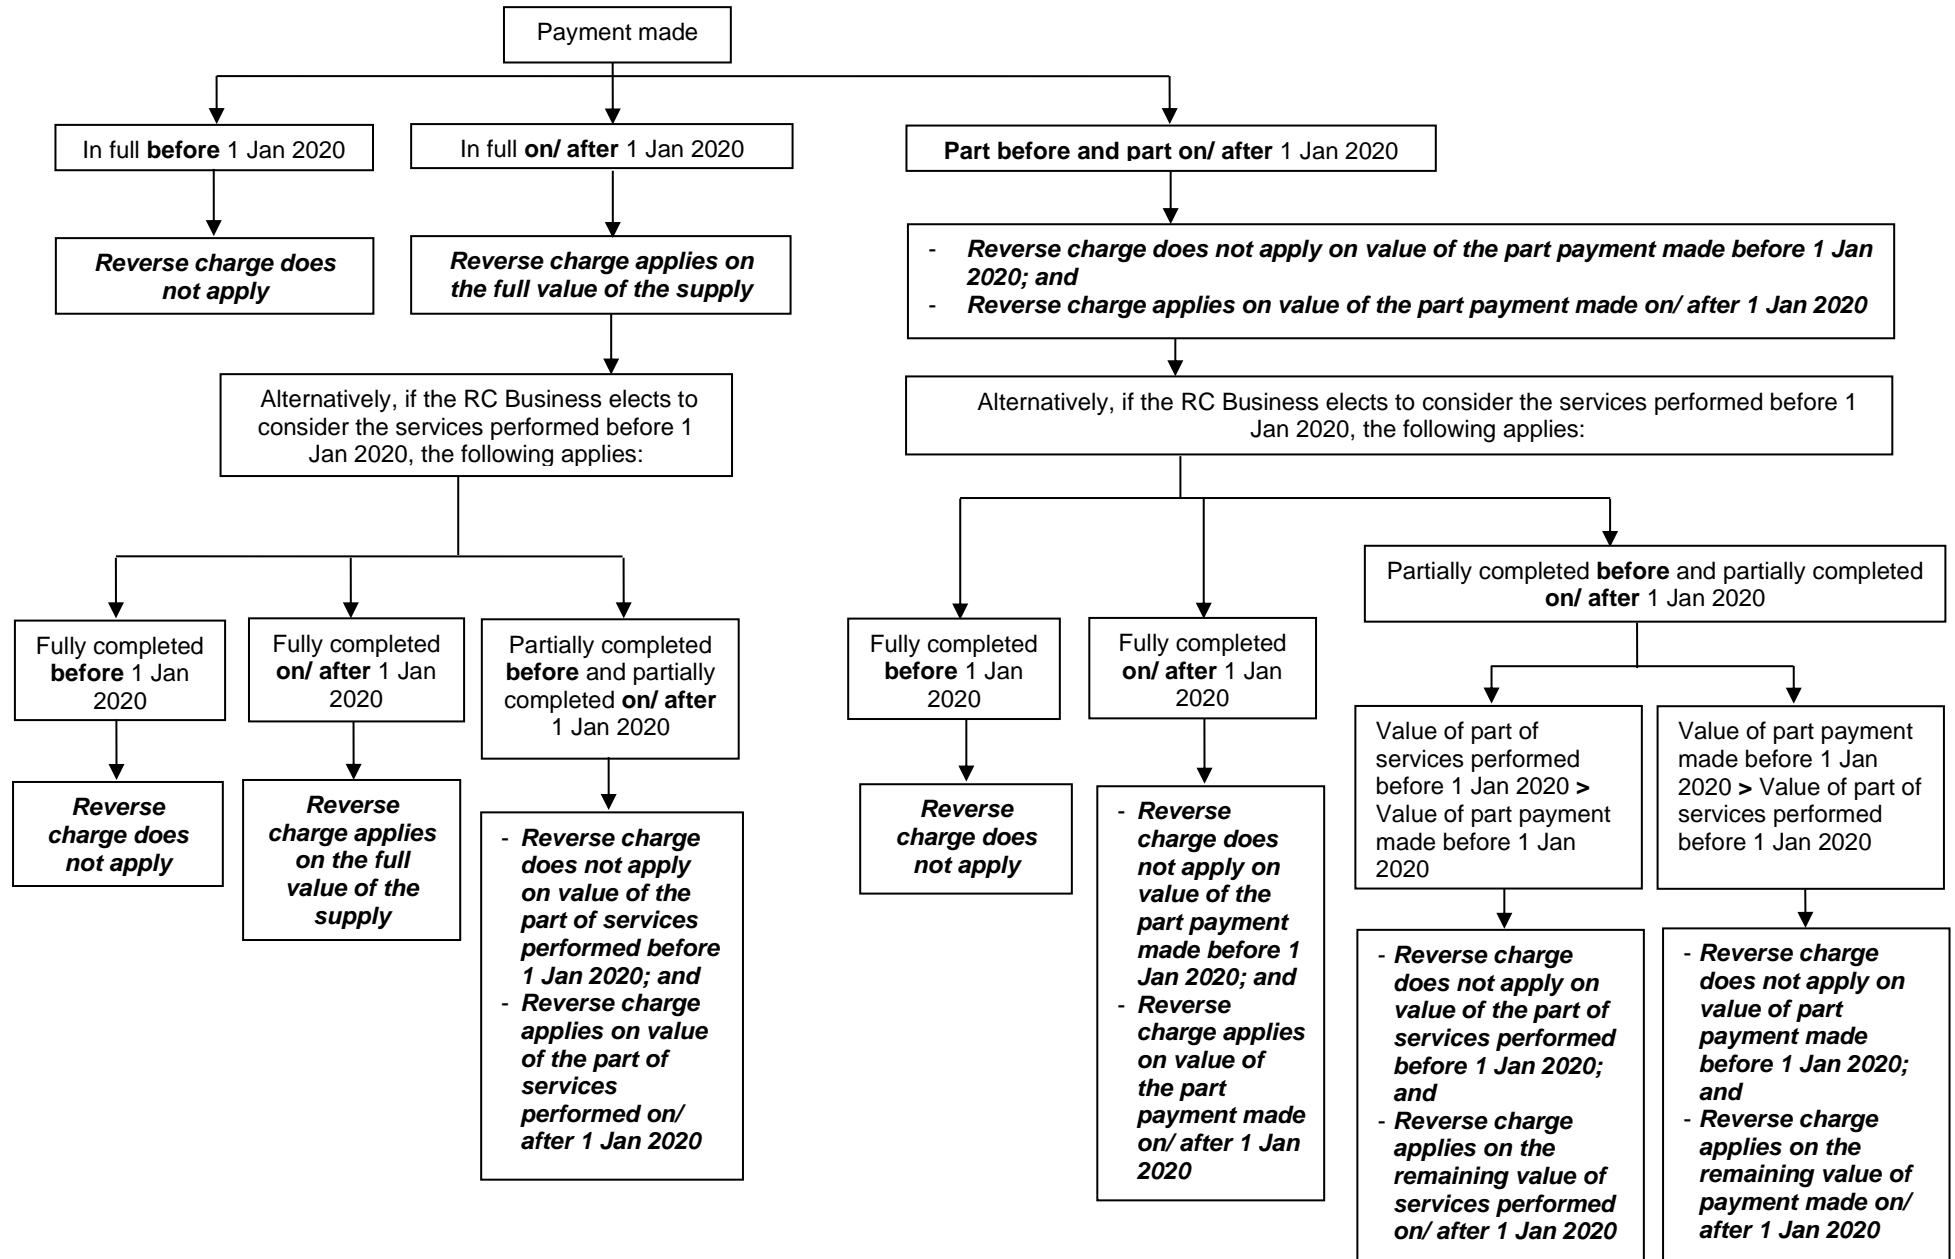 Payment made
In full before 1 Jan 2020
In full on/ after 1 Jan 2020
Part before and part on/ after 1 Jan 2020
Reverse charge does
not apply
Reverse charge applies on
the full value of the supply
- Reverse charge does not apply on value of the part payment made before 1 Jan
2020; and
- Reverse charge applies on value of the part payment made on/ after 1 Jan 2020
Alternatively, if the RC Business elects to
consider the services performed before 1
Jan 2020, the following applies:
Alternatively, if the RC Business elects to consider the services performed before 1
Jan 2020, the following applies:
Fully completed
before 1 Jan
2020
Fully completed
on/ after 1 Jan
2020
Partially completed
before and partially
completed on/ after
1 Jan 2020
Reverse
charge does
not apply
Reverse
charge applies
on the full
value of the
supply
- Reverse charge
does not apply
on value of the
part of services
performed before
1 Jan 2020; and
- Reverse charge
applies on value
of the part of
services
performed on/
after 1 Jan 2020
Fully completed
before 1 Jan
2020
Fully completed
on/ after 1 Jan
2020
Partially completed before and partially completed
on/ after 1 Jan 2020
Reverse
charge does
not apply
- Reverse
charge does
not apply on
value of the
part payment
made before 1
Jan 2020; and
- Reverse
charge applies
on value of
the part
payment made
on/ after 1 Jan
2020
Value of part of
services performed
before 1 Jan 2020 >
Value of part payment
made before 1 Jan
2020
Value of part payment
made before 1 Jan
2020 > Value of part of
services performed
before 1 Jan 2020
- Reverse charge
does not apply on
value of the part of
services performed
before 1 Jan 2020;
and
- Reverse charge
applies on the
remaining value of
services performed
on/ after 1 Jan 2020
- Reverse charge
does not apply on
value of part
payment made
before 1 Jan 2020;
and
- Reverse charge
applies on the
remaining value of
payment made on/
after 1 Jan 2020